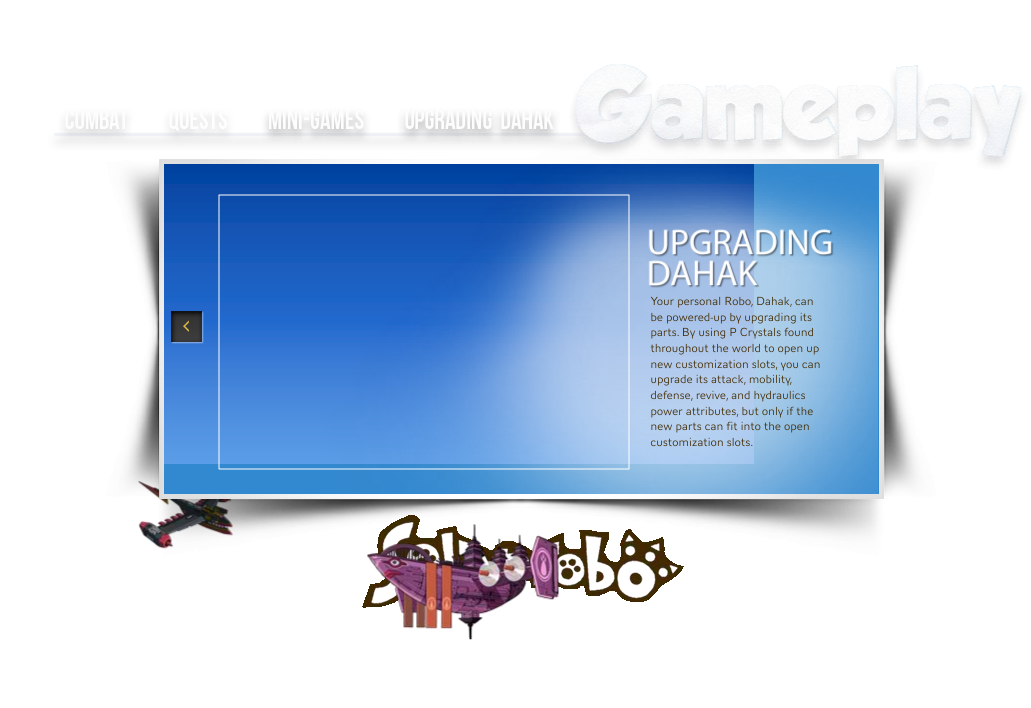 Gameplay
COMBAT QUESTS MINI-GAMES UPGRADING DAHAK
UPGRADING
DAHAK
Your personal Robo, Dahak, can
be powered-up by upgrading its
parts. By using P Crystals found
throughout the world to open up
new customization slots, you can
upgrade its attack, mobility,
defense, revive, and hydraulics
power attributes, but only if the
new parts can fit into the open
customization slots.